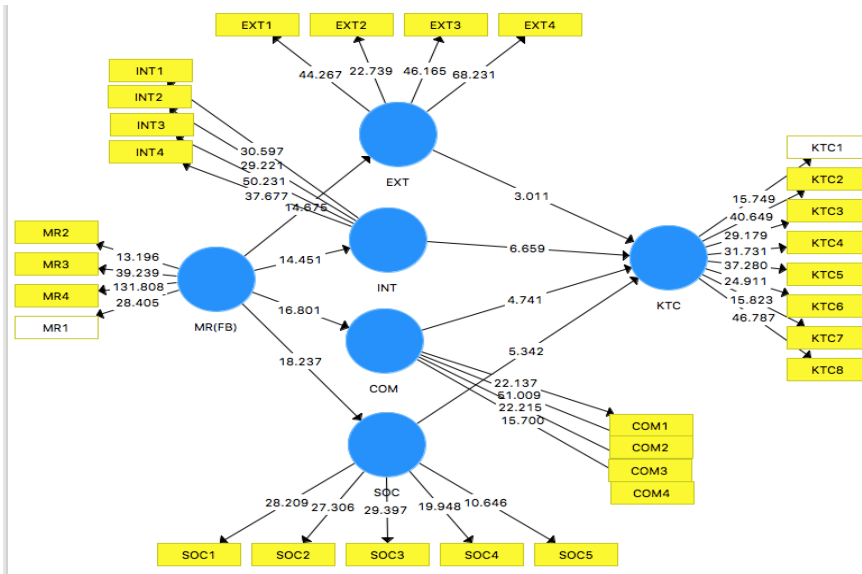 EXT1
EXT2
EXT3
EXT4
44.267
22.739
46.165
68.231
INT1
INT2
INT3
INT4
30.597
29.221
50.231
37.677
EXT
14.675
3.011
KTC1
KTC2
KTC3
KTC4
KTC5
KTC6
KTC7
KTC8
15.749
40.649
29.179
31.731
37.280
24.911
15.823
46.787
KTC
MR2
MR3
MR4
MR1
13.196
39.239
131.808
28.405
MR(FB)
14.451
INT
6.659
16.801
COM
4.741
18.237
5.342
22.137
51.009
22.215
15.700
COM1
COM2
COM3
COM4
SOC
28.209
27.306
29.397
19.948
10.646
SOC1
SOC2
SOC3
SOC4
SOC5